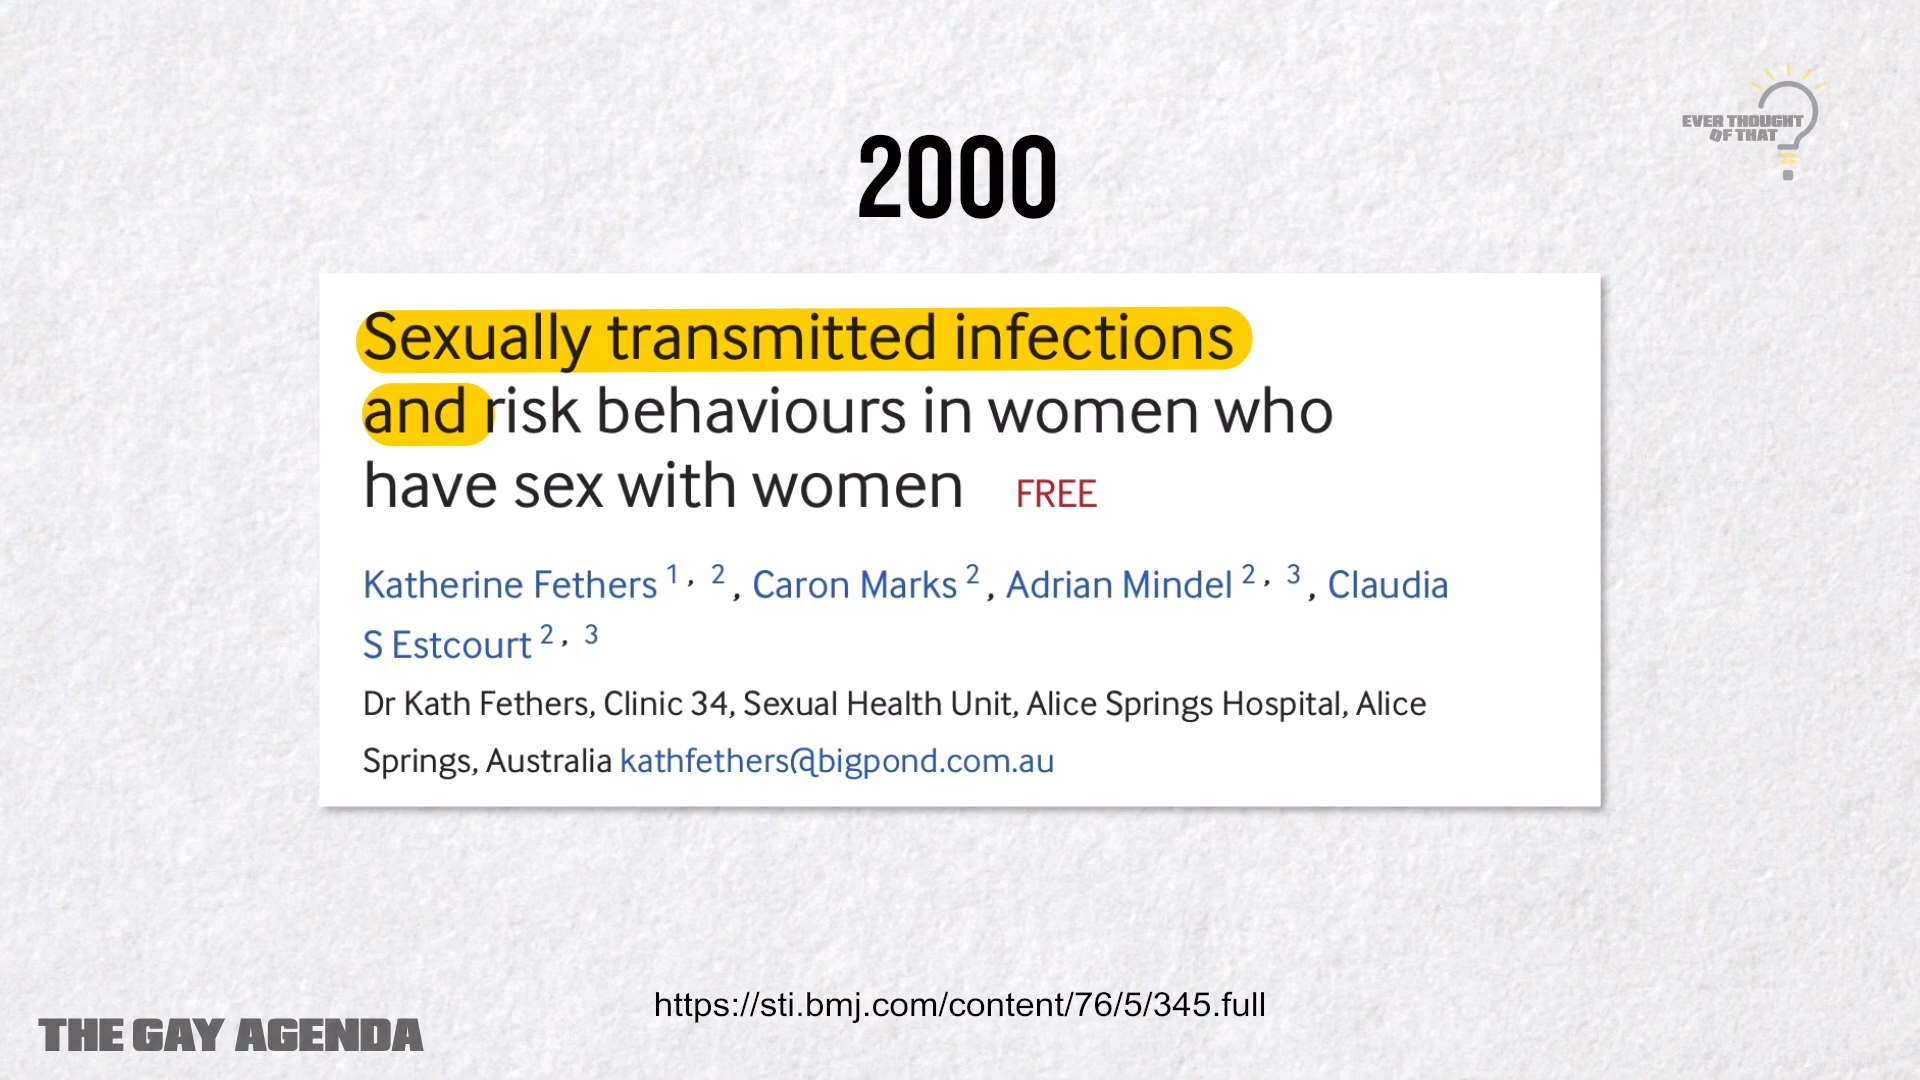 EVER THOUGHT
OF THAT
2000
Sexually transmitted infections
and risk behaviours in women who
have sex with women FREE
Katherine Fethers 1, 2, Caron Marks 2, Adrian Mindel 2, 3, Claudia
S Estcourt 2, 3
Dr Kath Fethers, Clinic 34, Sexual Health Unit, Alice Springs Hospital, Alice
Springs, Australia kathfethers@bigpond.com.au
https://sti.bmj.com/content/76/5/345.full
THE GAY AGENDA